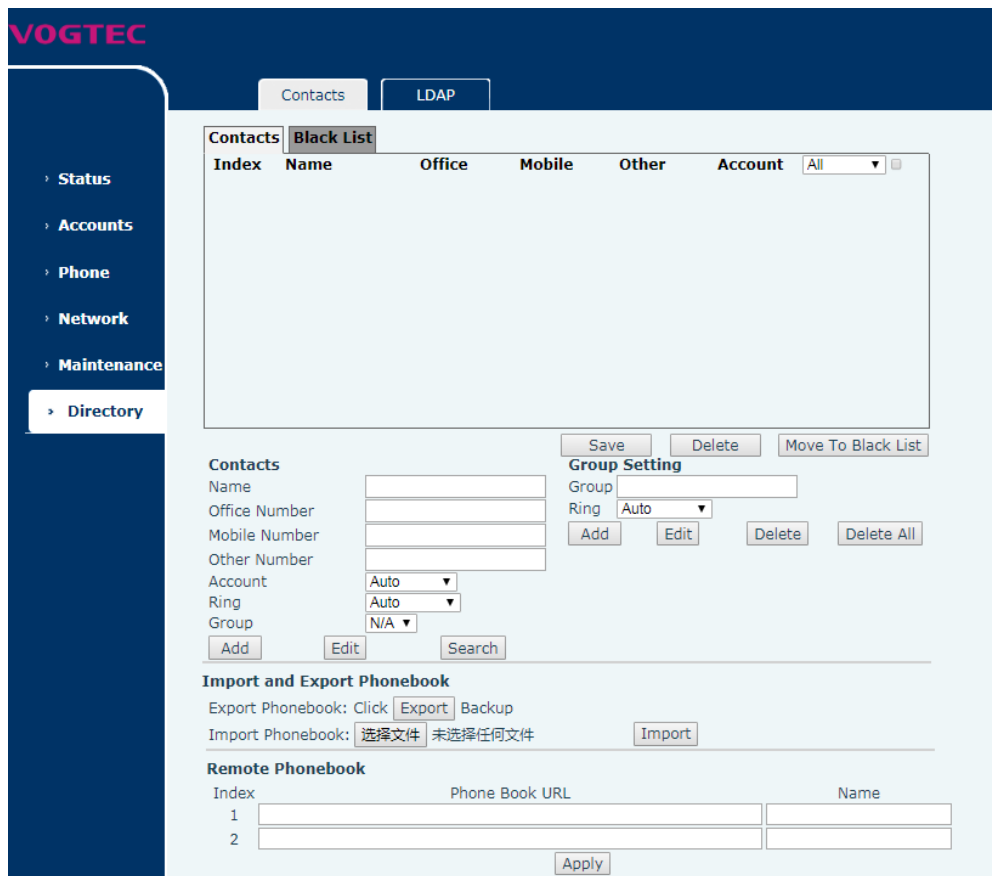 VOGTEC
Contacts LDAP
Contacts Black List
Index Name Office Mobile Other Account All
Status
Accounts
Phone
Network
Maintenance
Directory
Save Delete Move To Black List
Contacts
Name
Office Number
Mobile Number
Other Number
Account Auto
Ring Auto
Group N/A
Add Edit Search
Group Setting
Group
Ring Auto
Add Edit Delete Delete All
Import and Export Phonebook
Export Phonebook: Click Export Backup
Import Phonebook: 选择文件 未选择任何文件 Import
Remote Phonebook
Index Phone Book URL Name
1
2
Apply